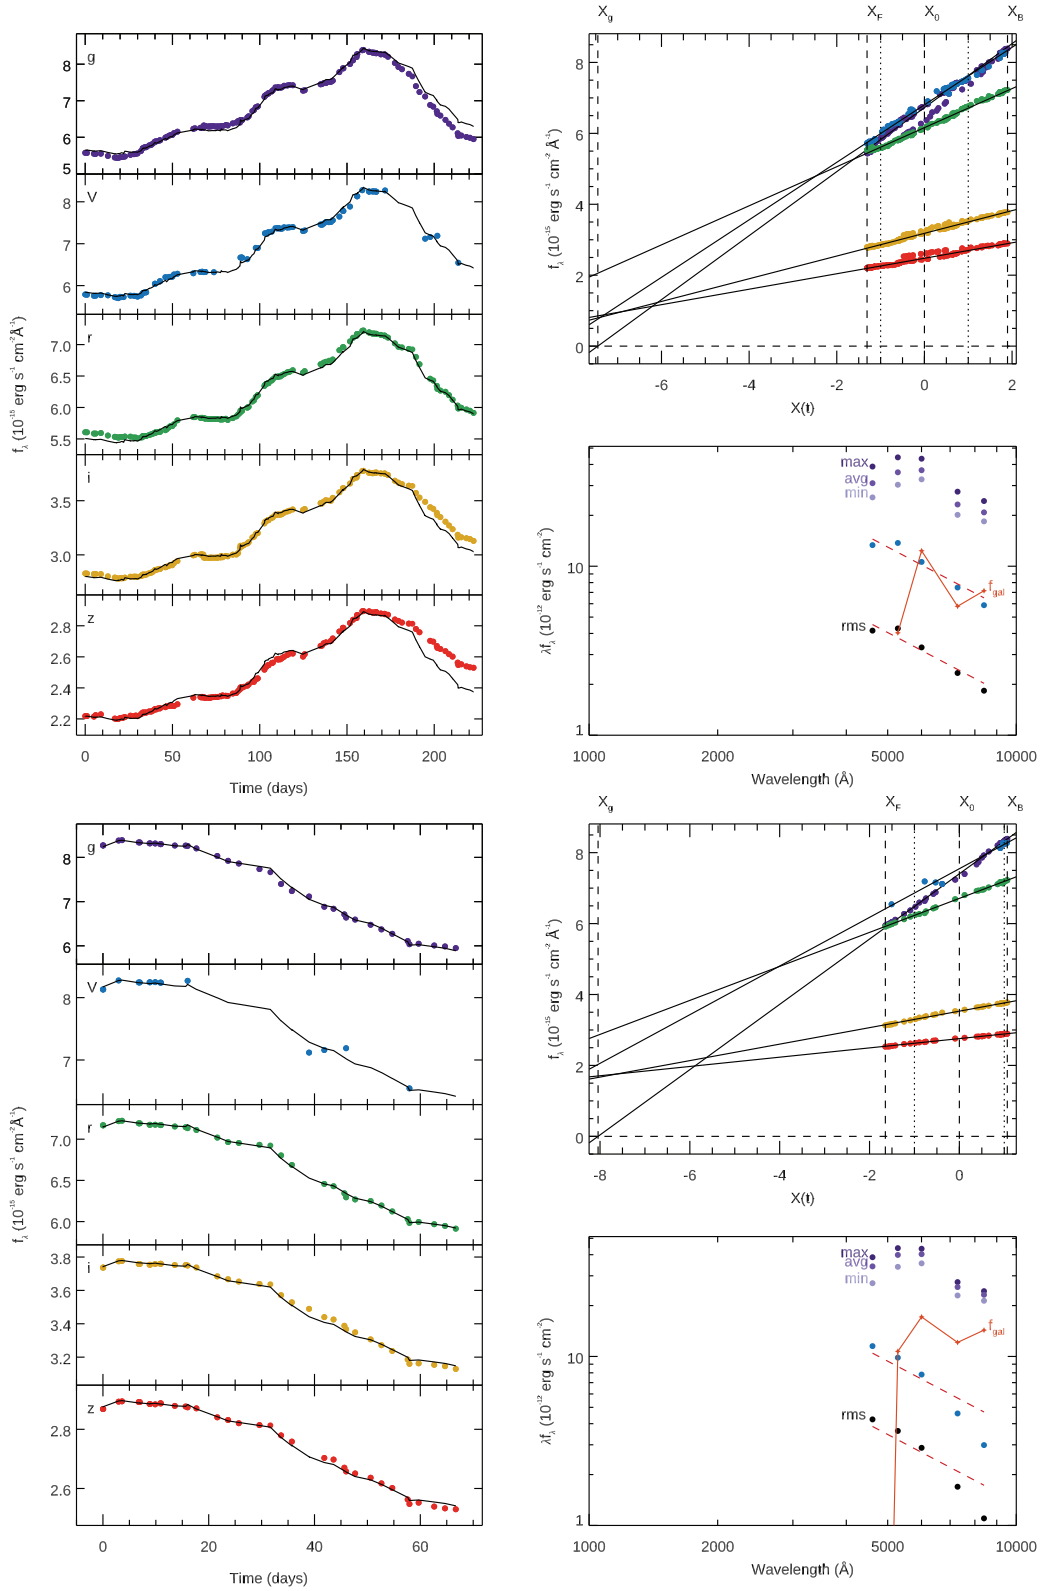 g
8
7
6
5
V
8
7
6
r
7.0
6.5
6.0
5.5
i
3.5
3.0
z
2.8
2.6
2.4
2.2
0 50 100 150 200
Time (days)
f_λ (10⁻¹⁵ erg s⁻¹ cm⁻²Å⁻¹)
X_g X_F X_0 X_B
8
6
4
2
0
-6 -4 -2 0 2
X(t)
f_λ (10⁻¹⁵ erg s⁻¹ cm⁻² Å⁻¹)
max
avg
min
f_gal
rms
10
1
1000 2000 5000 10000
Wavelength (Å)
λf_λ (10⁻¹² erg s⁻¹ cm⁻²)
g
8
7
6
V
8
7
r
7.0
6.5
6.0
i
3.8
3.6
3.4
3.2
z
2.8
2.6
0 20 40 60
Time (days)
f_λ (10⁻¹⁵ erg s⁻¹ cm⁻²Å⁻¹)
X_g X_F X_0 X_B
8
6
4
2
0
-8 -6 -4 -2 0
X(t)
f_λ (10⁻¹⁵ erg s⁻¹ cm⁻² Å⁻¹)
max
avg
min
f_gal
rms
10
1
1000 2000 5000 10000
Wavelength (Å)
λf_λ (10⁻¹² erg s⁻¹ cm⁻²)